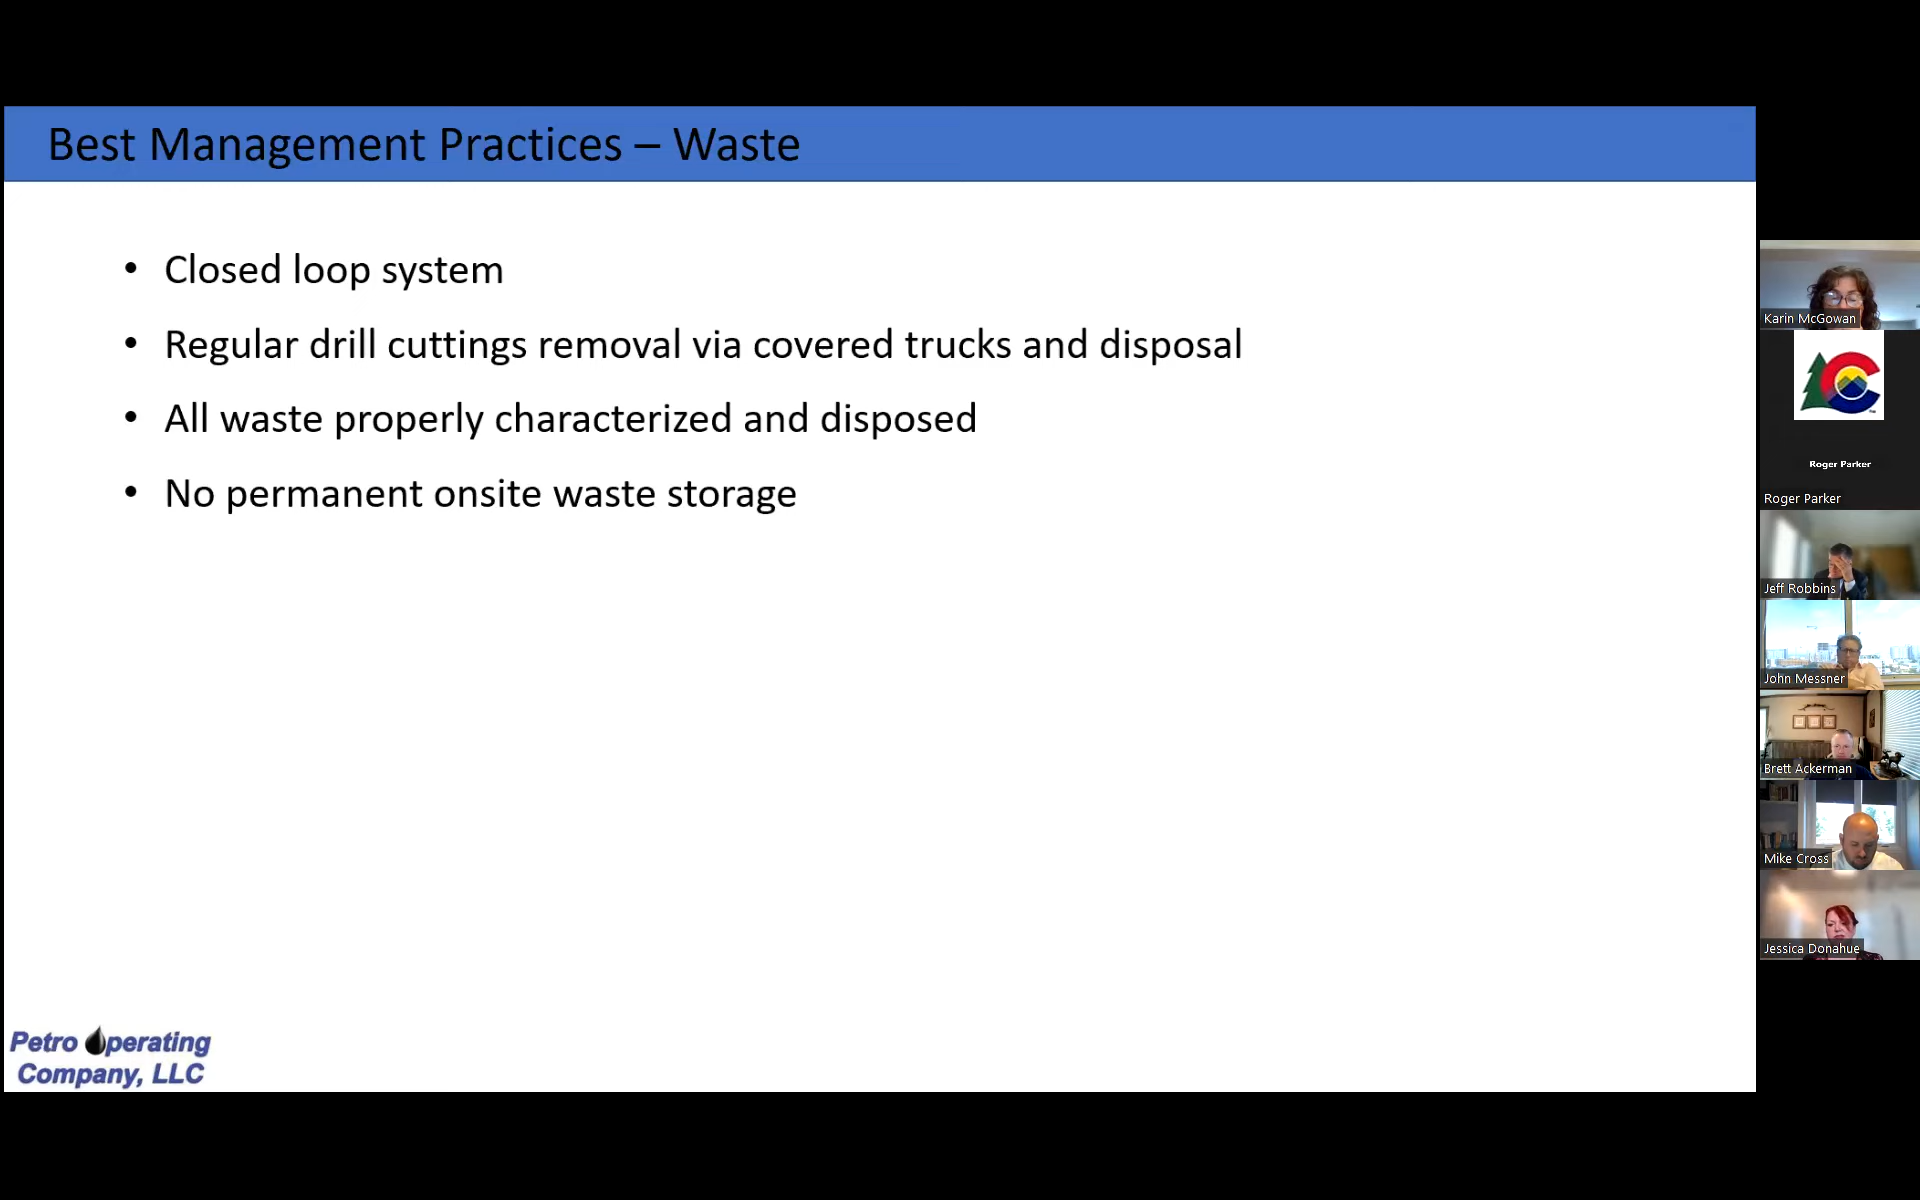 Best Management Practices – Waste
• Closed loop system
• Regular drill cuttings removal via covered trucks and disposal
• All waste properly characterized and disposed
• No permanent onsite waste storage
Petro Operating
Company, LLC
Karin McGowan
Roger Parker
Roger Parker
Jeff Robbins
John Messner
Brett Ackerman
Mike Cross
Jessica Donahue